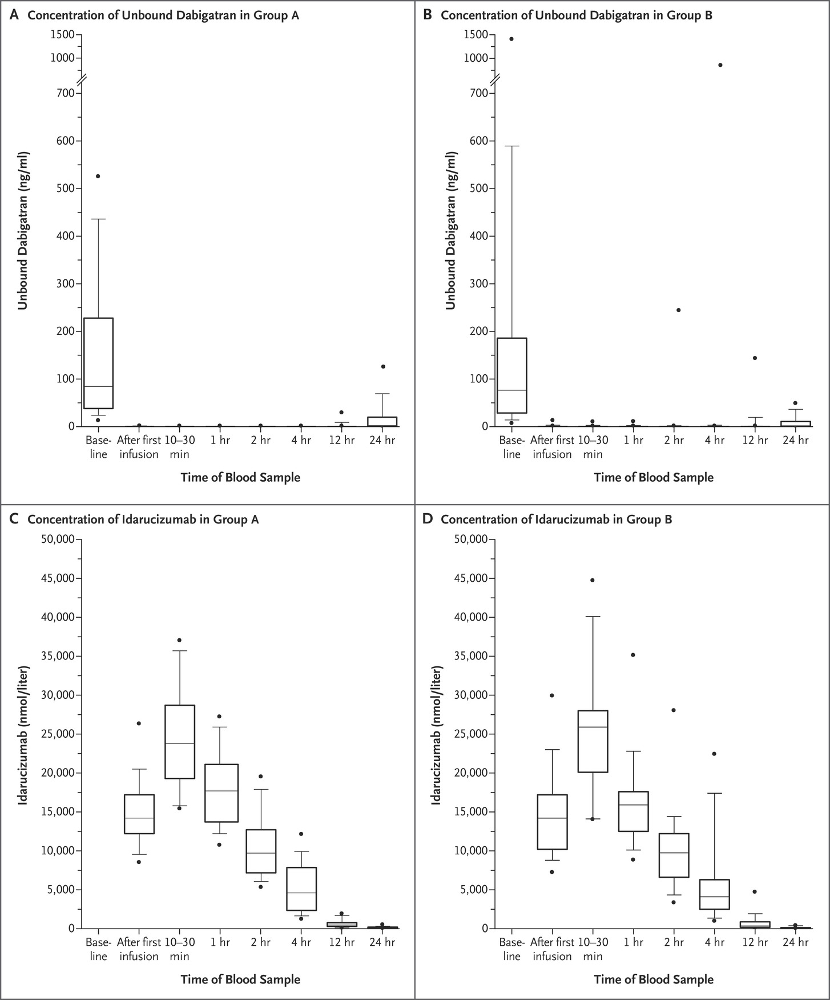 A Concentration of Unbound Dabigatran in Group A
1500
1000
700
600
500
400
300
200
100
0
Unbound Dabigatran (ng/ml)
Base-
line
After first
infusion
10–30
min
1 hr
2 hr
4 hr
12 hr
24 hr
Time of Blood Sample
B Concentration of Unbound Dabigatran in Group B
1500
1000
700
600
500
400
300
200
100
0
Unbound Dabigatran (ng/ml)
Base-
line
After first
infusion
10–30
min
1 hr
2 hr
4 hr
12 hr
24 hr
Time of Blood Sample
C Concentration of Idarucizumab in Group A
50,000
45,000
40,000
35,000
30,000
25,000
20,000
15,000
10,000
5,000
0
Idarucizumab (nmol/liter)
Base-
line
After first
infusion
10–30
min
1 hr
2 hr
4 hr
12 hr
24 hr
Time of Blood Sample
D Concentration of Idarucizumab in Group B
50,000
45,000
40,000
35,000
30,000
25,000
20,000
15,000
10,000
5,000
0
Idarucizumab (nmol/liter)
Base-
line
After first
infusion
10–30
min
1 hr
2 hr
4 hr
12 hr
24 hr
Time of Blood Sample